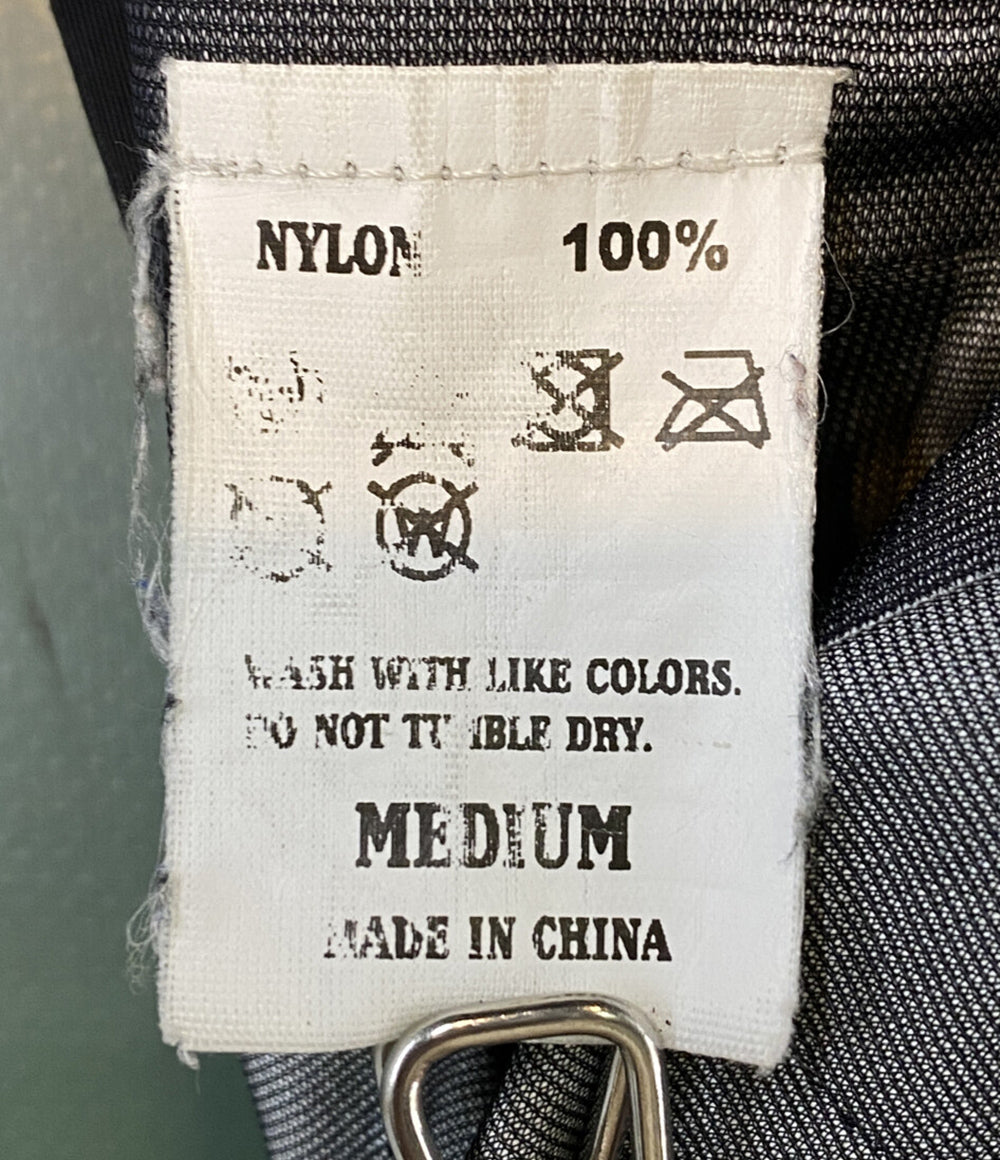 NYLON 100%
W
WASH WITH LIKE COLORS.
DO NOT TUMBLE DRY.
MEDIUM
MADE IN CHINA